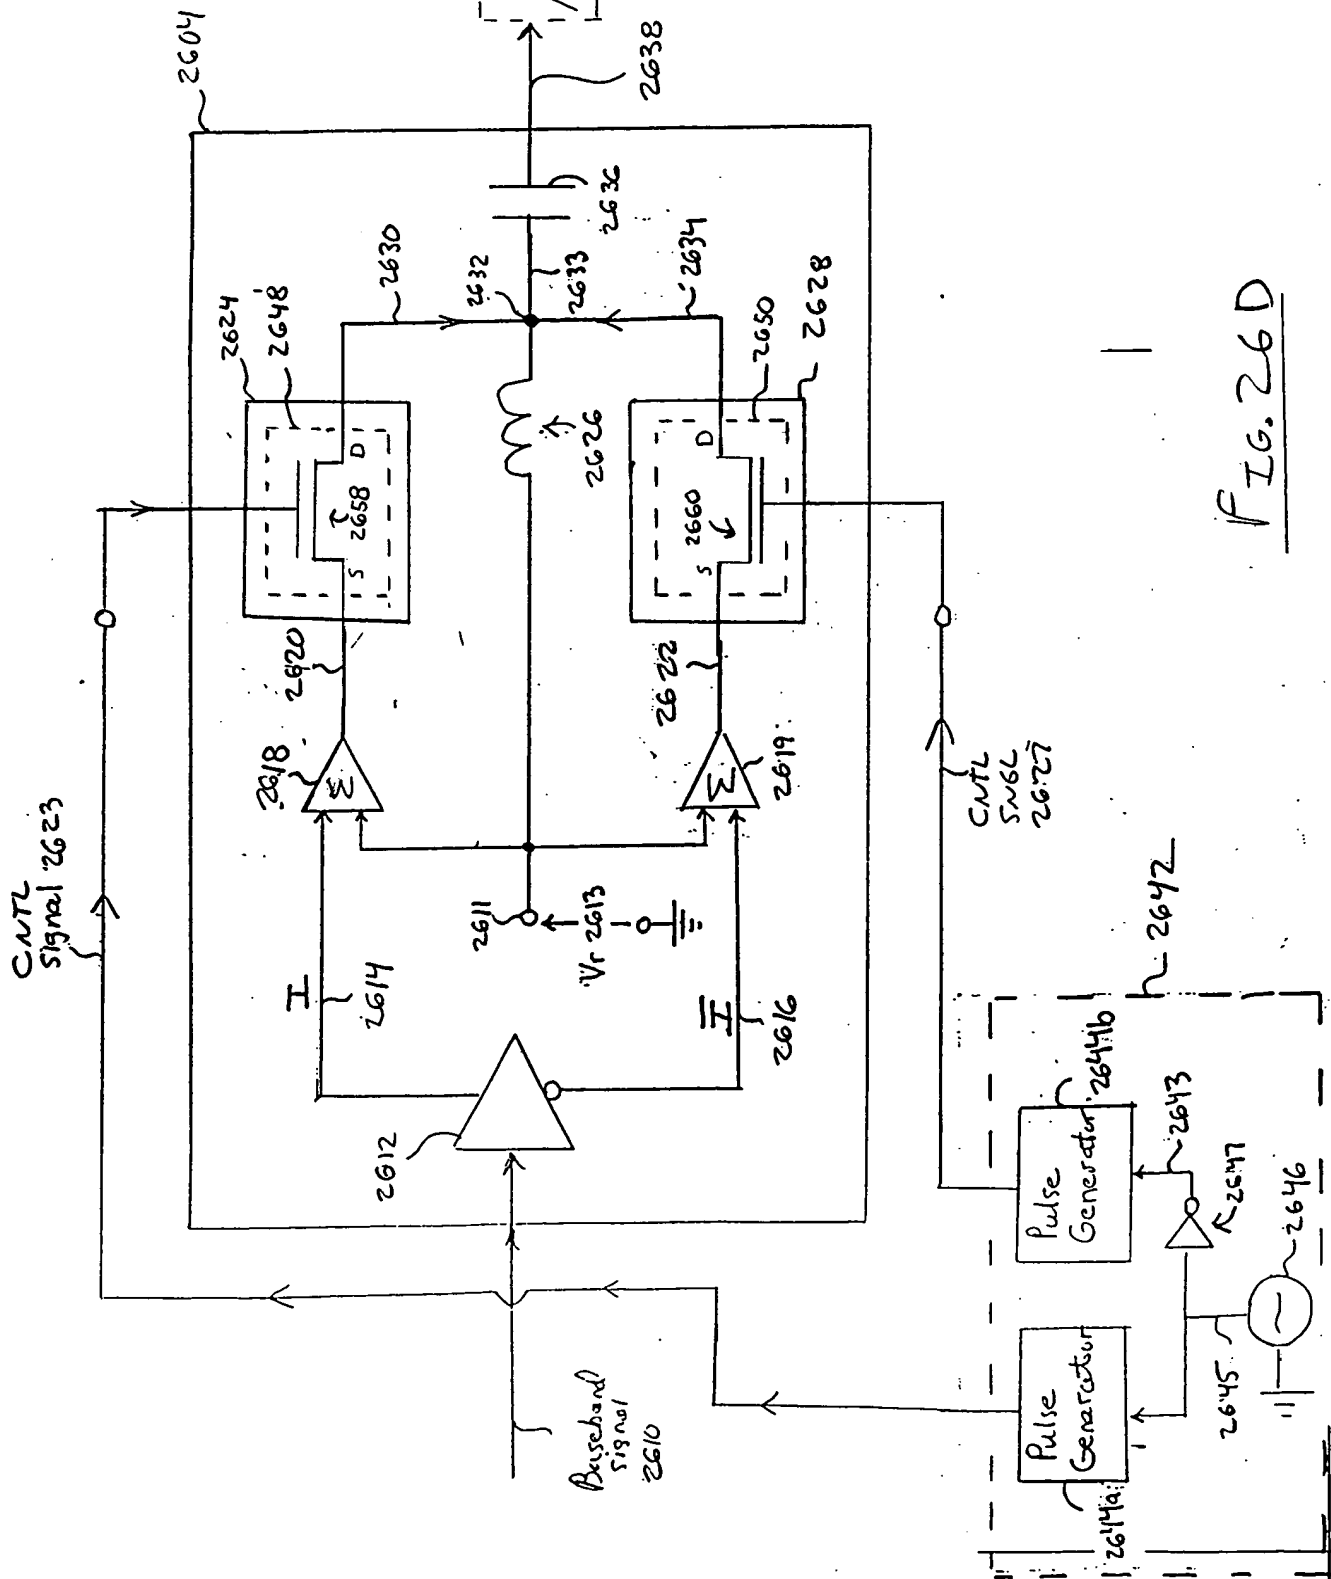 2604
2638
2636
2630
2632
2633
2634
2624
2648
2650
2628
2626
D
2658
S
D
2660
S
2620
2622
2618
Σ
2619
Σ
CNTL
Signal 2623
CNTL
SNGL
2627
2611
Vr 2613
I
2614
I̅
2616
2612
Baseband
Signal
2610
2642
Pulse
Generator
2644b
2643
2647
2646
2645
Pulse
Genarator
2644a
FIG. 26D